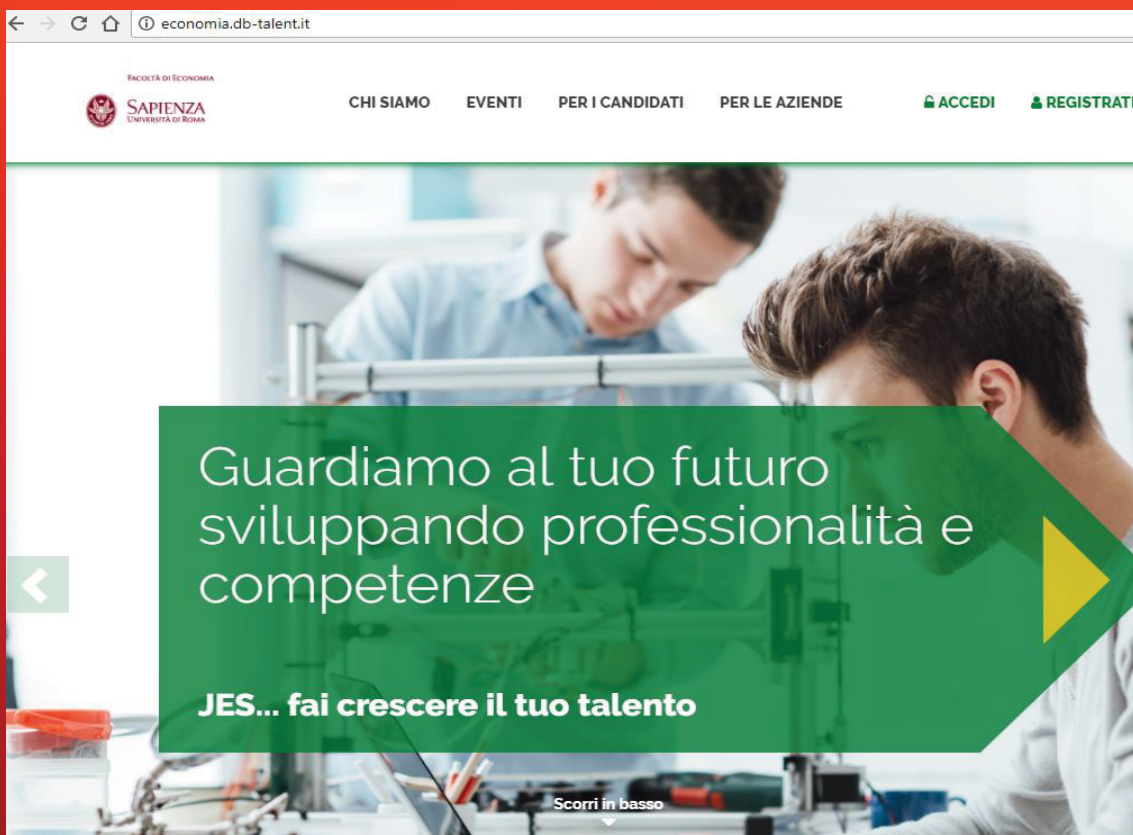 economia.db-talent.it
FACOLTÀ DI ECONOMIA
SAPIENZA
UNIVERSITÀ DI ROMA
CHI SIAMO EVENTI PER I CANDIDATI PER LE AZIENDE ACCEDI REGISTRATI
Guardiamo al tuo futuro
sviluppando professionalità e
competenze
JES... fai crescere il tuo talento
Scorri in basso